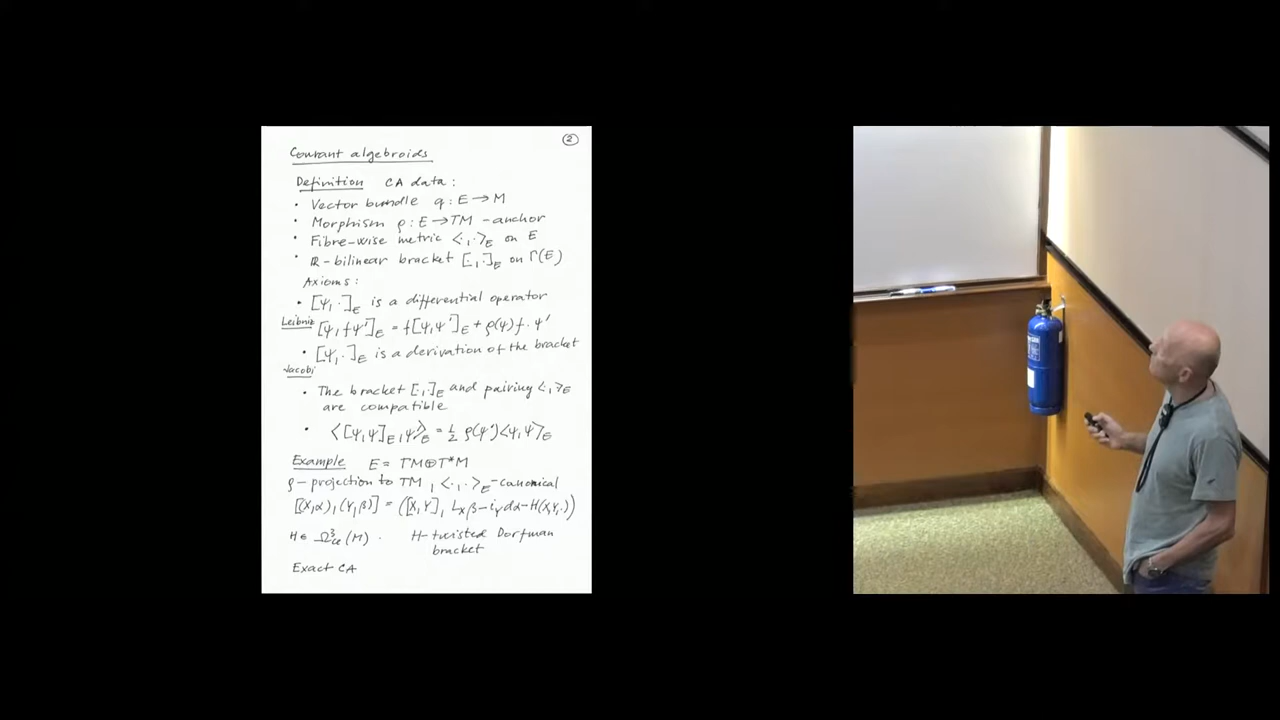 ②
Courant algebroids
Definition CA data:
• Vector bundle q: E → M
• Morphism ρ: E → TM - anchor
• Fibre-wise metric <·,·>_E on E
• R-bilinear bracket [·,·]_E on Γ(E)
Axioms:
• [ψ,·]_E is a differential operator
Leibniz [ψ, fψ']_E = f[ψ,ψ']_E + ρ(ψ)f. ψ'
• [ψ,·]_E is a derivation of the bracket
Jacobi
• The bracket [·,·]_E and pairing <·,·>_E
are compatible
• <[ψ,ψ]_E, ψ'>_E = ½ ρ(ψ')<ψ,ψ>_E
Example E = TM⊕T*M
ρ - projection to TM, <·,·>_E - canonical
[(X,α),(Y,β)] = ([X,Y], L_Xβ - i_Y dα - H(X,Y,·))
H ∈ Ω³_cl(M). H-twisted Dorfman
bracket
Exact CA